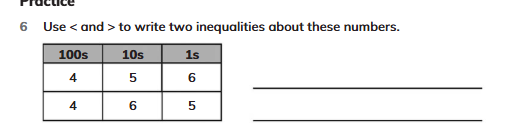 Practice
6 Use < and > to write two inequalities about these numbers.
100s 10s 1s
4 5 6
4 6 5